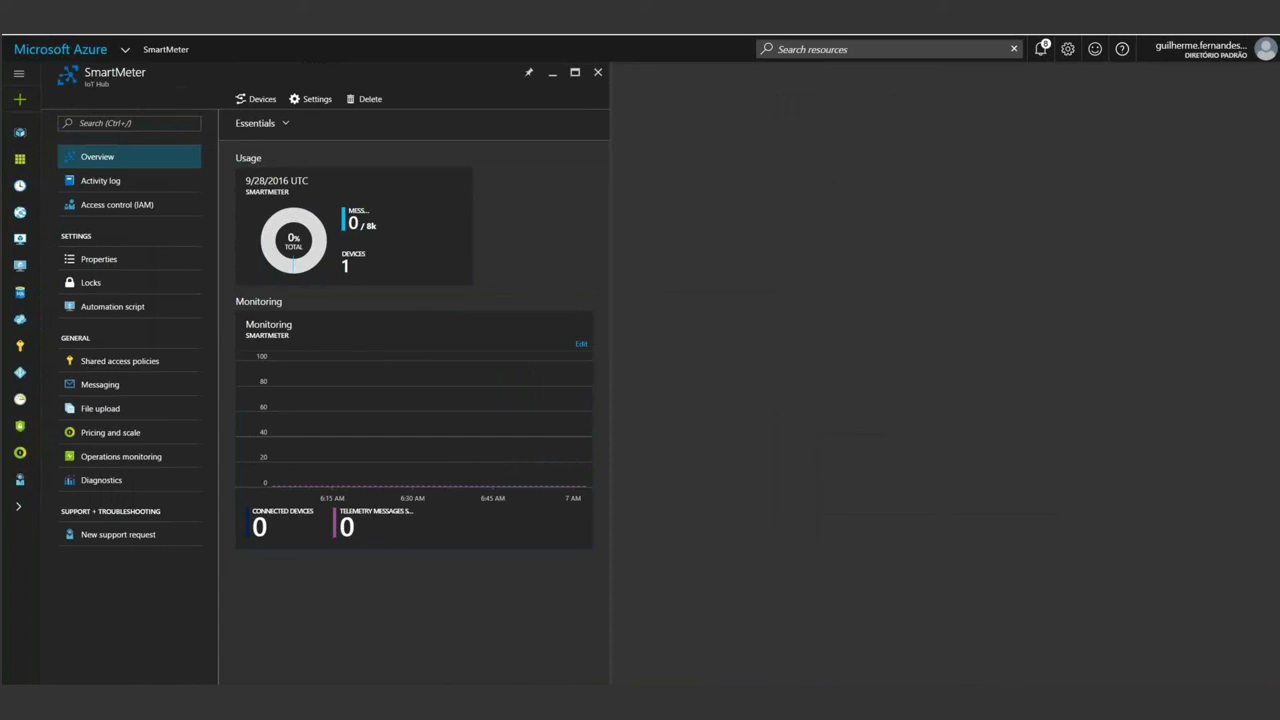 Microsoft Azure
SmartMeter
Search resources
8
guilherme.fernandes...
DIRETÓRIO PADRÃO
SmartMeter
IoT Hub
Devices
Settings
Delete
Search (Ctrl+/)
Overview
Activity log
Access control (IAM)
SETTINGS
Properties
Locks
Automation script
GENERAL
Shared access policies
Messaging
File upload
Pricing and scale
Operations monitoring
Diagnostics
SUPPORT + TROUBLESHOOTING
New support request
Essentials
Usage
9/28/2016 UTC
SMARTMETER
0%
TOTAL
MESS...
0 / 8k
DEVICES
1
Monitoring
Monitoring
SMARTMETER
Edit
100
80
60
40
20
0
6:15 AM 6:30 AM 6:45 AM 7 AM
CONNECTED DEVICES
0
TELEMETRY MESSAGES S...
0